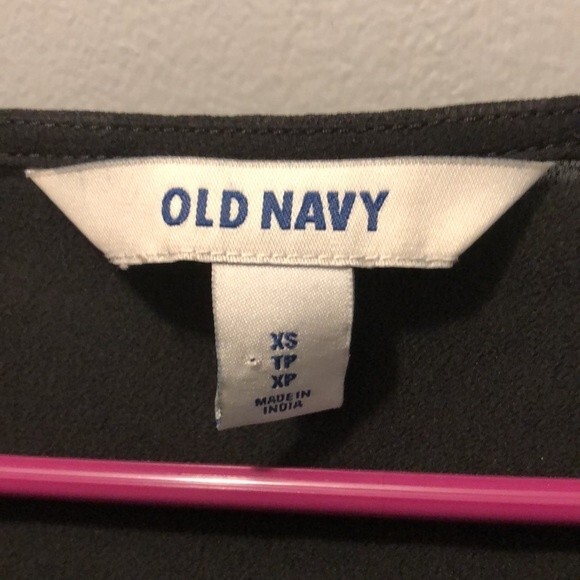 OLD NAVY
XS
TP
XP
MADE IN
INDIA